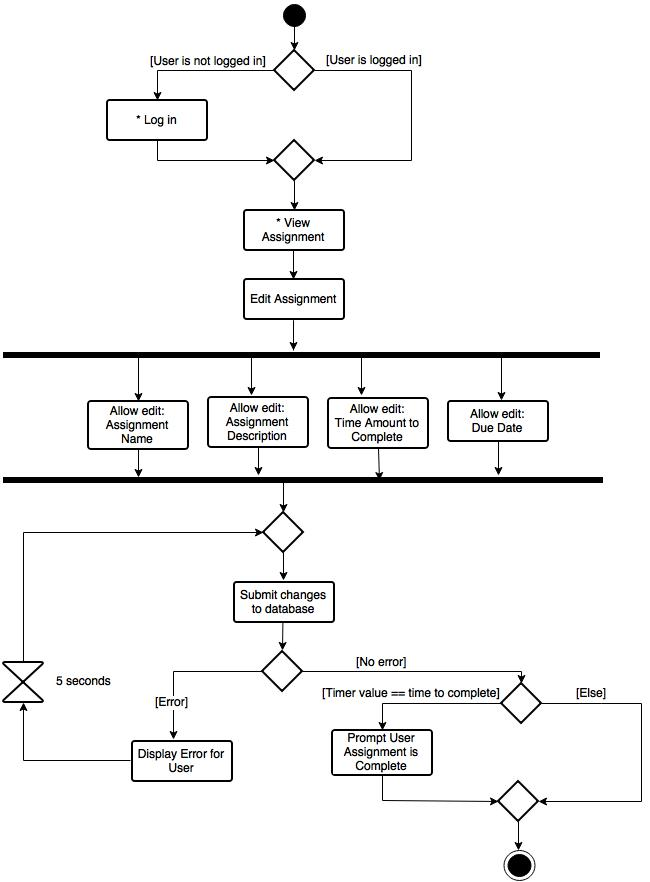 [User is not logged in]
[User is logged in]
* Log in
* View
Assignment
Edit Assignment
Allow edit:
Assignment
Name
Allow edit:
Assignment
Description
Allow edit:
Time Amount to
Complete
Allow edit:
Due Date
Submit changes
to database
[No error]
[Error]
5 seconds
[Timer value == time to complete]
[Else]
Display Error for
User
Prompt User
Assignment is
Complete